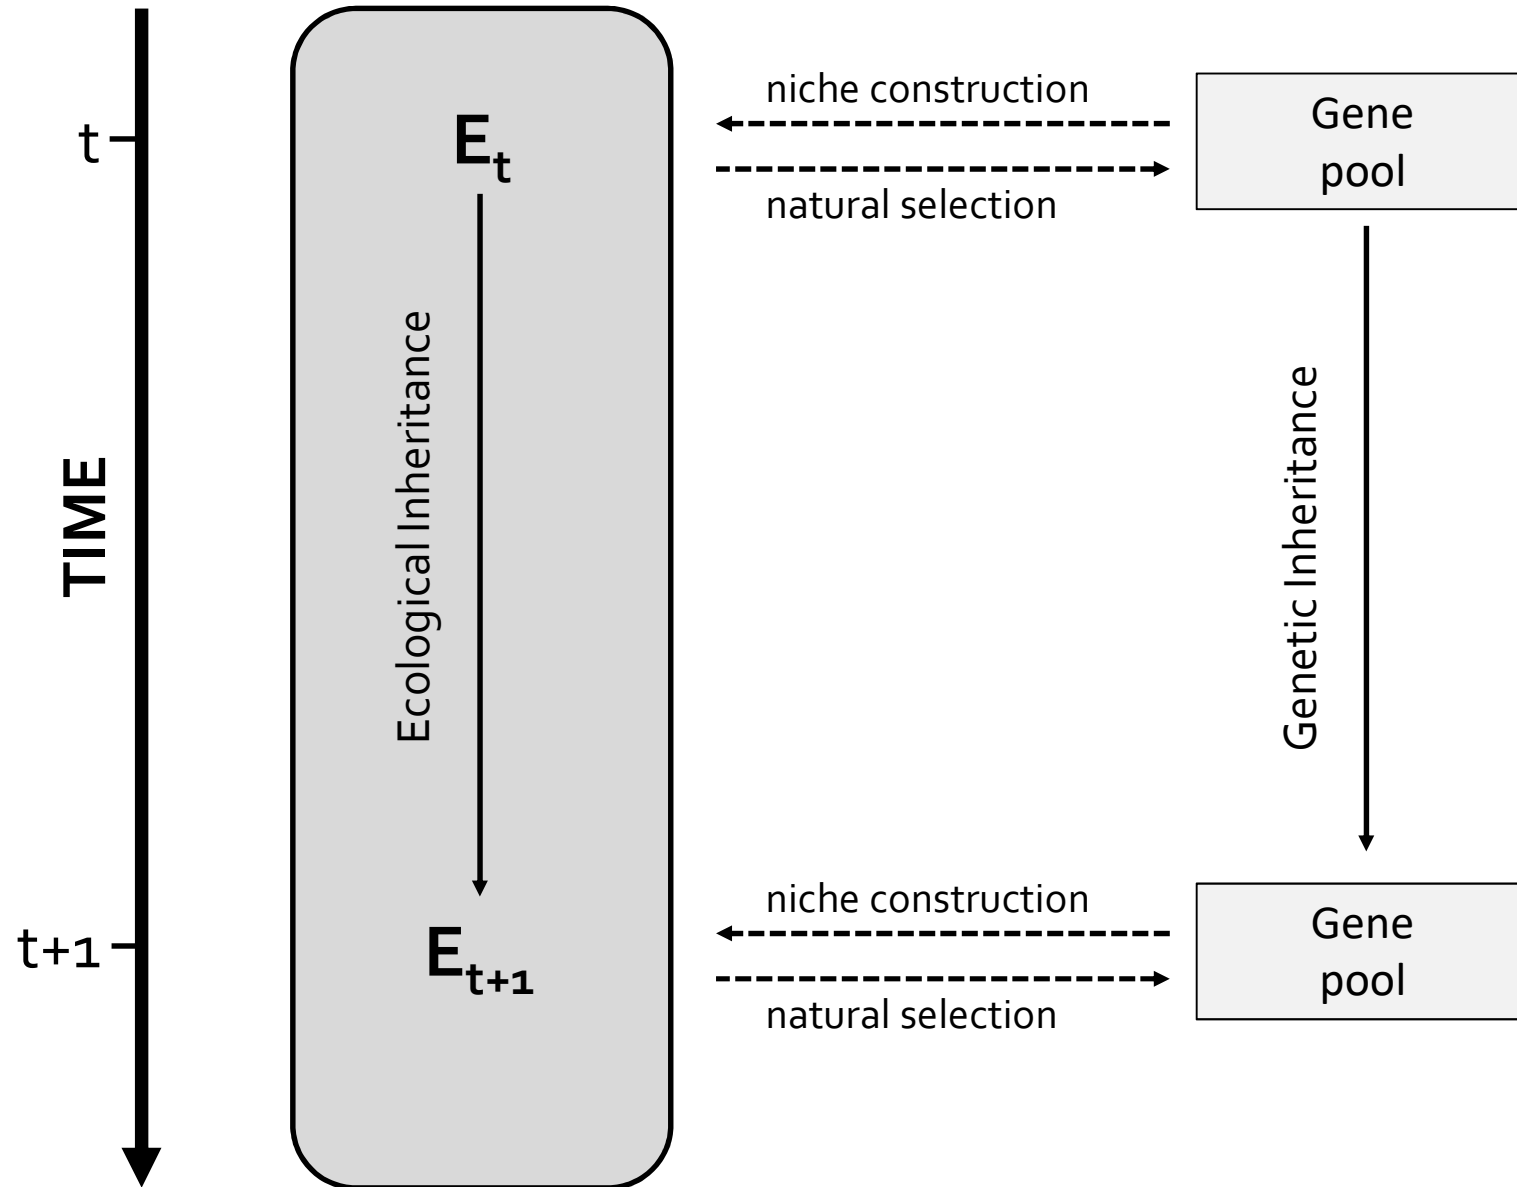 niche construction
Gene
pool
t
E_t
natural selection
TIME
Ecological Inheritance
Genetic Inheritance
niche construction
Gene
pool
t+1
E_{t+1}
natural selection